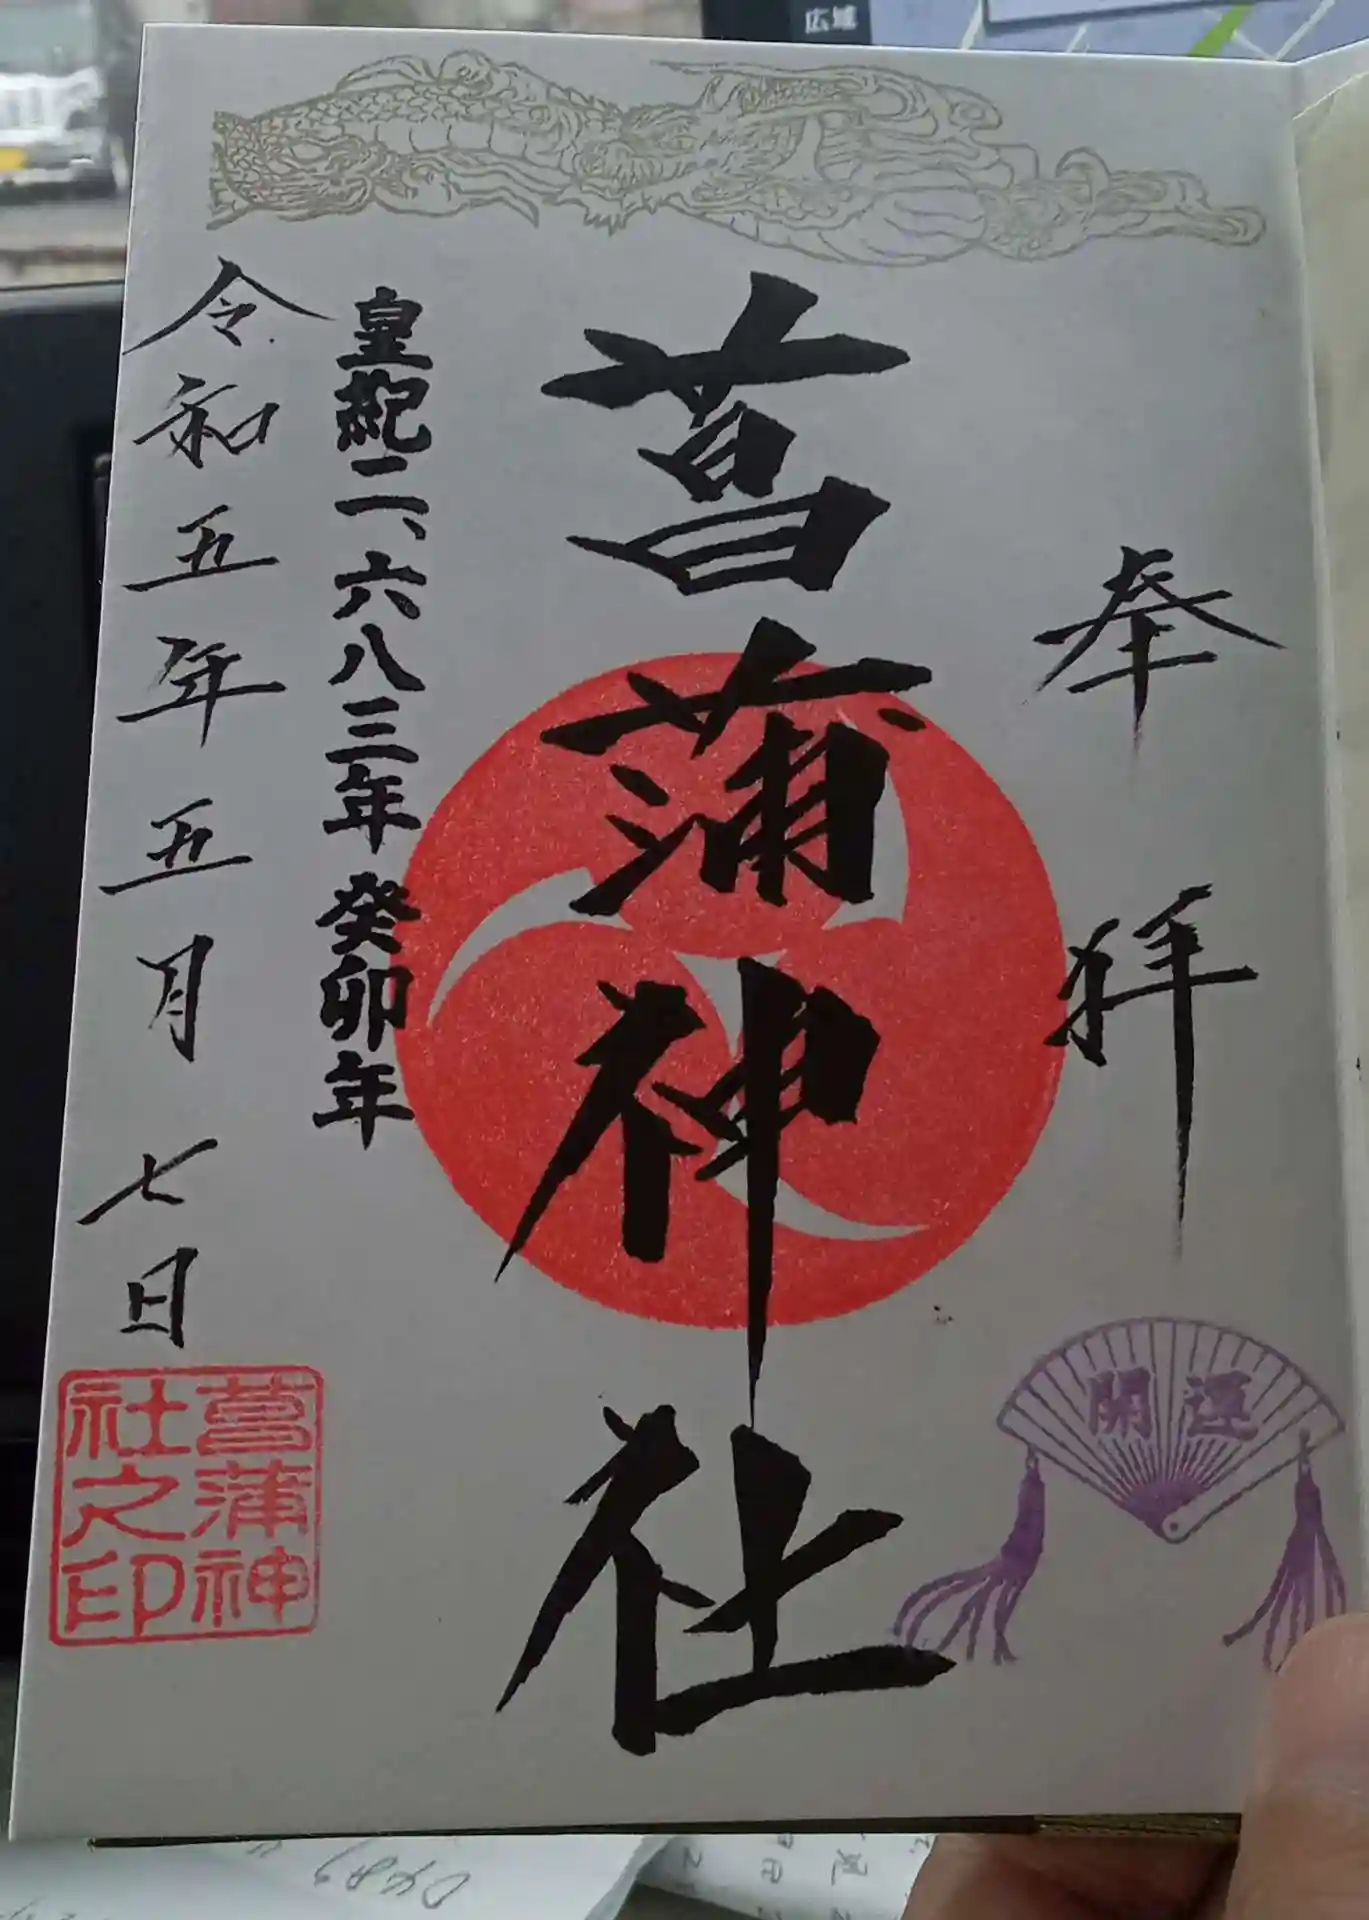 広域
奉拝
菖蒲神社
皇紀二、六八三年 癸卯年
令和五年五月七日
開運
菖蒲神
社之印